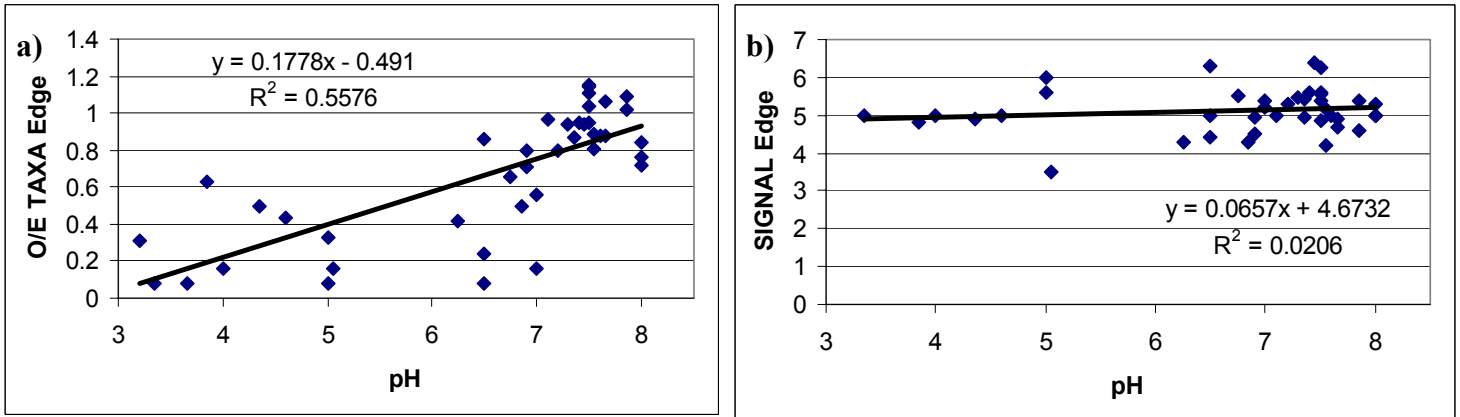 a)
y = 0.1778x - 0.491
R² = 0.5576
O/E TAXA Edge
1.4
1.2
1
0.8
0.6
0.4
0.2
0
3 4 5 6 7 8
pH
b)
SIGNAL Edge
7
6
5
4
3
2
1
0
y = 0.0657x + 4.6732
R² = 0.0206
3 4 5 6 7 8
pH